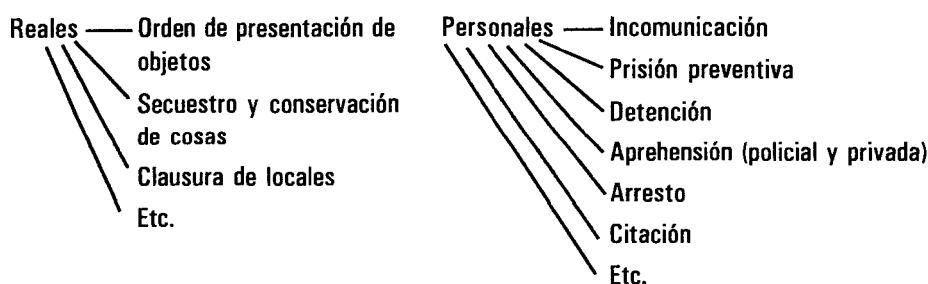 Reales
Orden de presentación de
objetos
Secuestro y conservación
de cosas
Clausura de locales
Etc.
Personales
Incomunicación
Prisión preventiva
Detención
Aprehensión (policial y privada)
Arresto
Citación
Etc.